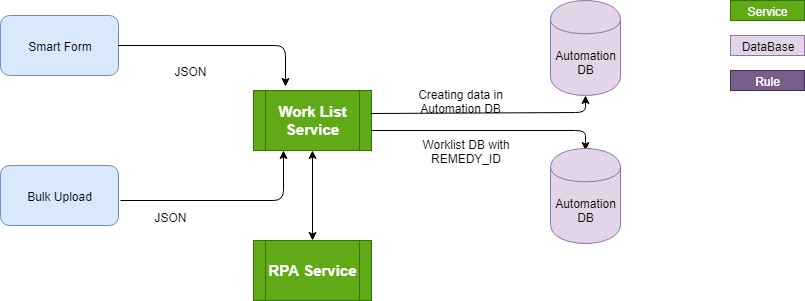 Smart Form
JSON
Work List
Service
Creating data in
Automation DB
Automation
DB
Worklist DB with
REMEDY_ID
Automation
DB
Bulk Upload
JSON
RPA Service
Service
DataBase
Rule